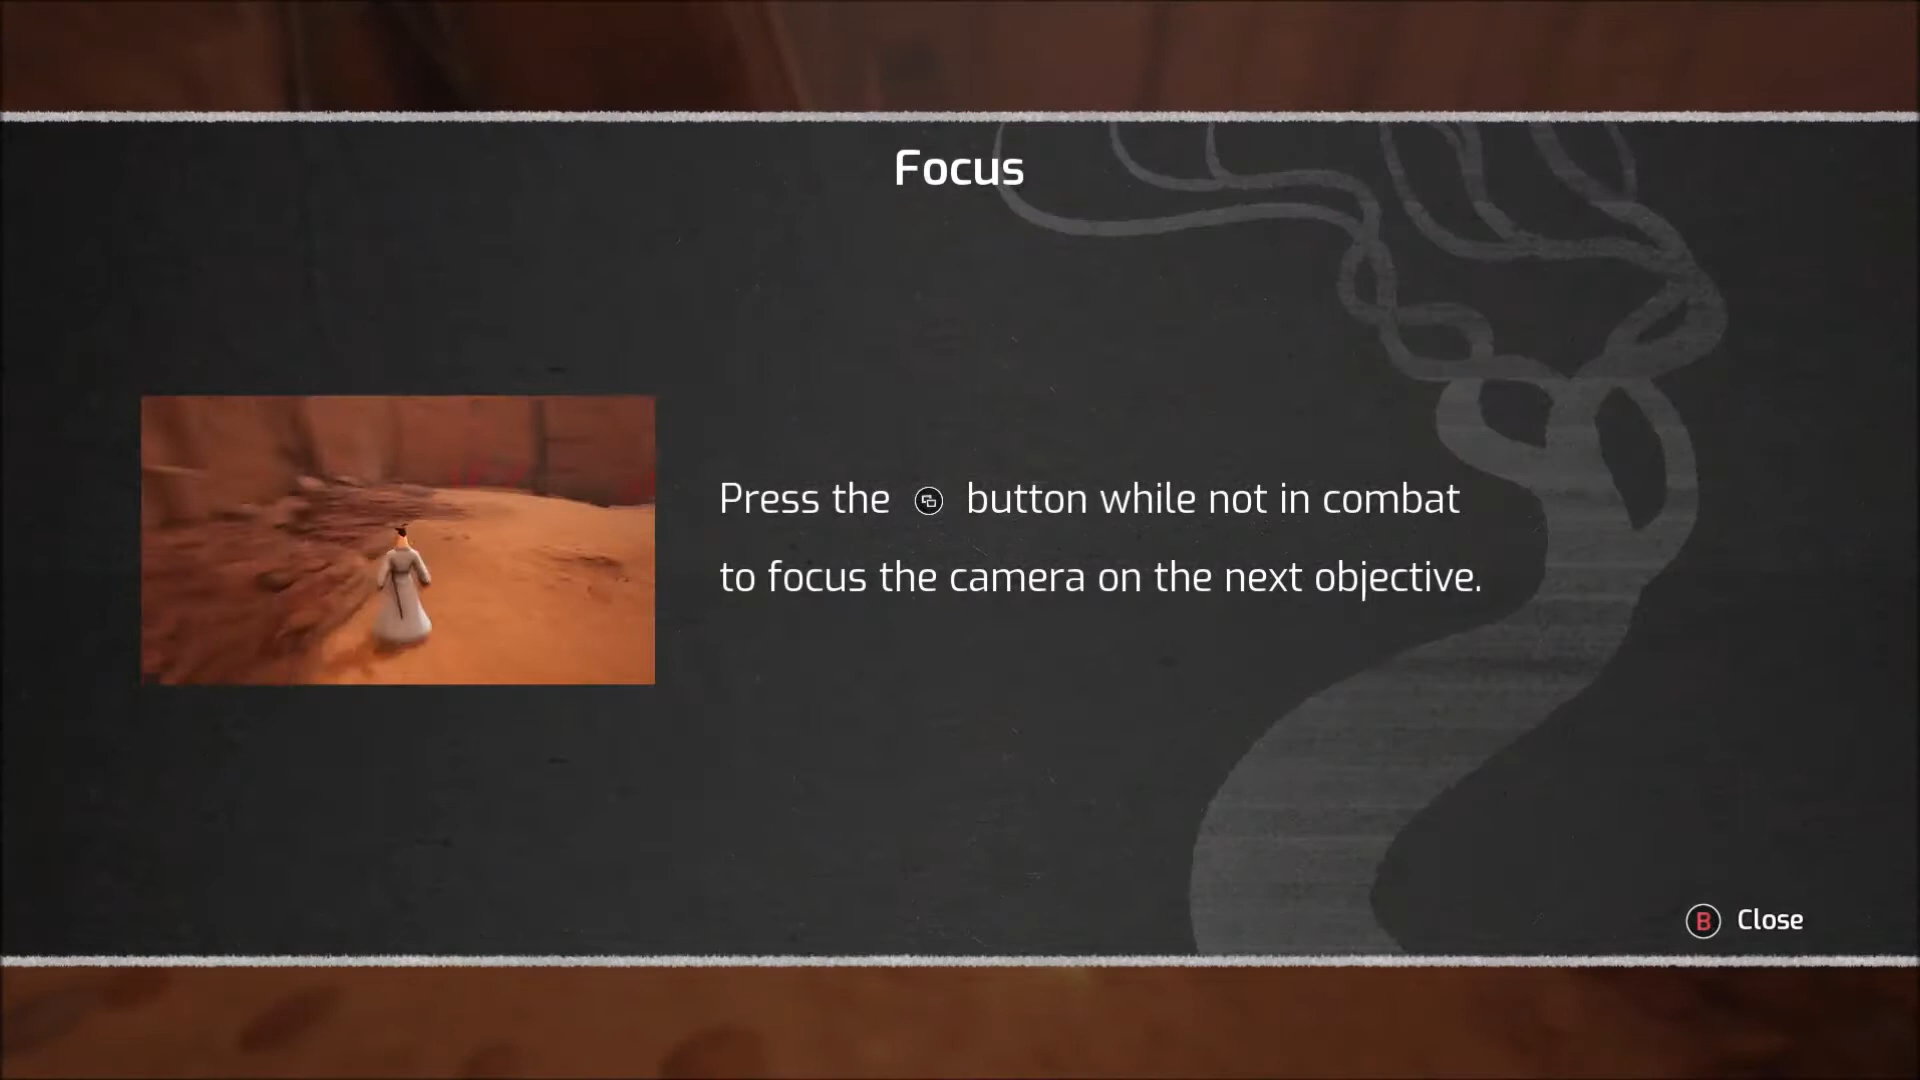 Focus
Press the button while not in combat
to focus the camera on the next objective.
B Close